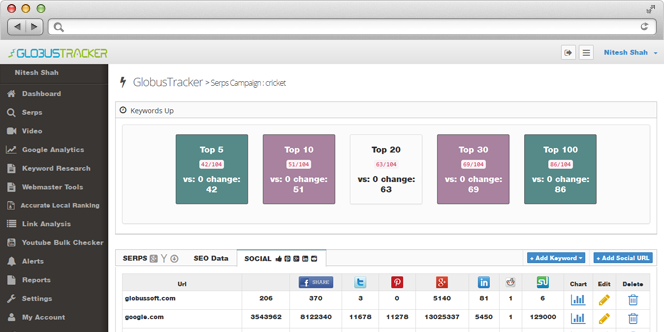 GLOBUSTRACKER
Nitesh Shah
Nitesh Shah
Dashboard
Serps
Video
Google Analytics
Keyword Research
Webmaster Tools
Accurate Local Ranking
Link Analysis
Youtube Bulk Checker
Alerts
Reports
Settings
My Account
GlobusTracker > Serps Campaign : cricket
Keywords Up
Top 5
42/104
vs: 0 change:
42
Top 10
51/104
vs: 0 change:
51
Top 20
63/104
vs: 0 change:
63
Top 30
69/104
vs: 0 change:
69
Top 100
86/104
vs: 0 change:
86
SERPS SEO Data SOCIAL + Add Keyword + Add Social URL
Url SHARE Chart Edit Delete
globussoft.com 206 370 3 0 5140 81 1 6
google.com 3543962 8122340 11678 11278 13025337 5450 1 129000